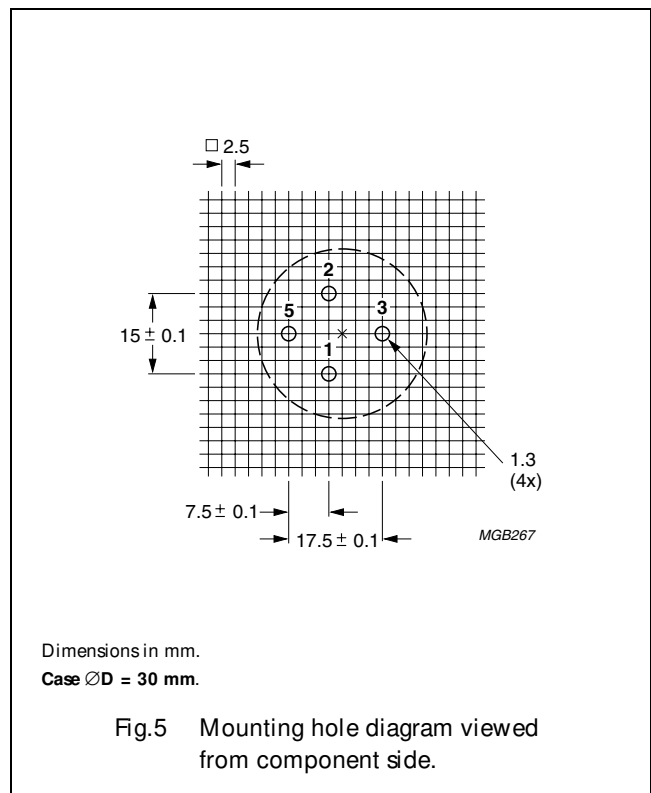 □ 2.5
2
5
3
15 ± 0.1
1
1.3
(4x)
7.5 ± 0.1
17.5 ± 0.1
MGB267
Dimensions in mm.
Case ∅D = 30 mm.
Fig.5 Mounting hole diagram viewed
from component side.